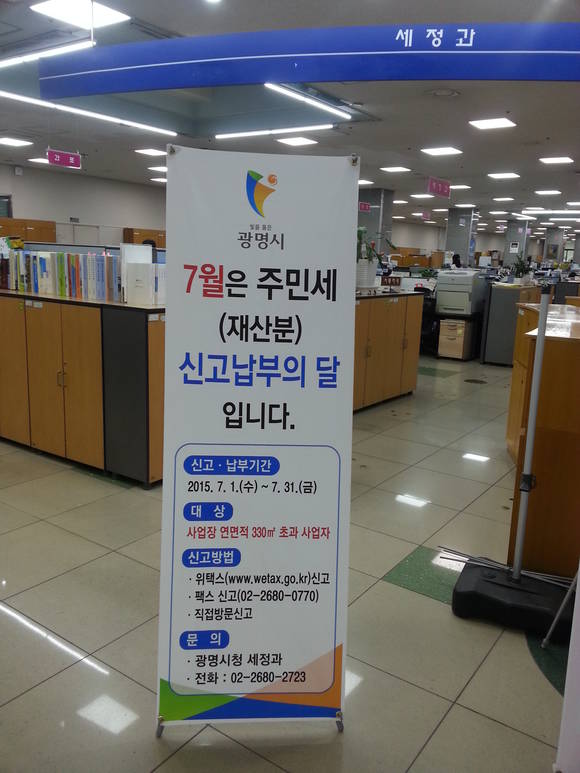 세정과
빛을 품은
광명시
7월은 주민세
(재산분)
신고납부의 달
입니다.
신고·납부기간
2015. 7. 1.(수) ~ 7. 31.(금)
대 상
사업장 연면적 330㎡ 초과 사업자
신고방법
· 위택스(www.wetax.go.kr)신고
· 팩스 신고(02-2680-0770)
· 직접방문신고
문 의
· 광명시청 세정과
· 전화 : 02-2680-2723